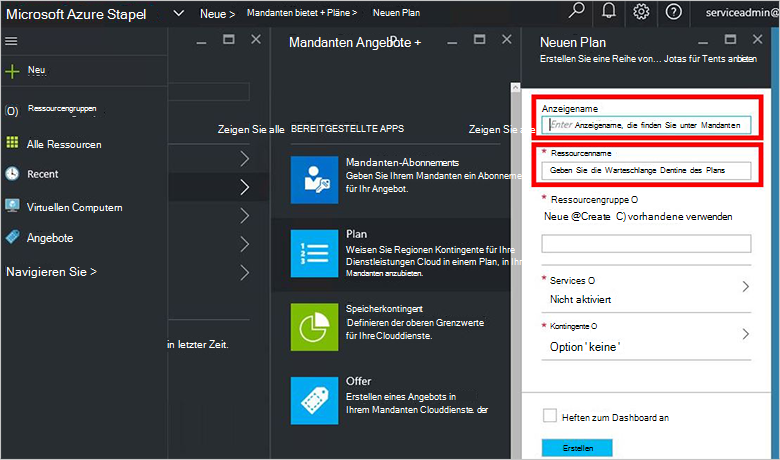 Microsoft Azure Stapel
Neue >
Mandanten bietet + Pläne >
Neuen Plan
serviceadmin@
Neu
Ressourcengruppen
Alle Ressourcen
Recent
Virtuellen Computern
Angebote
Navigieren Sie >
Zeigen Sie alle
in letzter Zeit.
Mandanten Angebote +
BEREITGESTELLTE APPS
Zeigen Sie alle
Mandanten-Abonnements
Geben Sie Ihrem Mandanten ein Abonneme
für Ihr Angebot.
Plan
Weisen Sie Regionen Kontingente für Ihre
Dienstleistungen Cloud in einem Plan, in Ihr
Mandanten anzubieten.
Speicherkontingent
Definieren der oberen Grenzwerte
für Ihre Clouddienste.
Offer
Erstellen eines Angebots in
Ihrem Mandanten Clouddienste. der
Neuen Plan
Erstellen Sie eine Reihe von... Jotas für Tents anbieten
Anzeigename
Enter Anzeigename, die finden Sie unter Mandanten
* Ressourcenname
Geben Sie die Warteschlange Dentine des Plans
* Ressourcengruppe O
Neue @Create C) vorhandene verwenden
* Services O
Nicht aktiviert
* Kontingente O
Option ' keine '
Heften zum Dashboard an
Erstellen